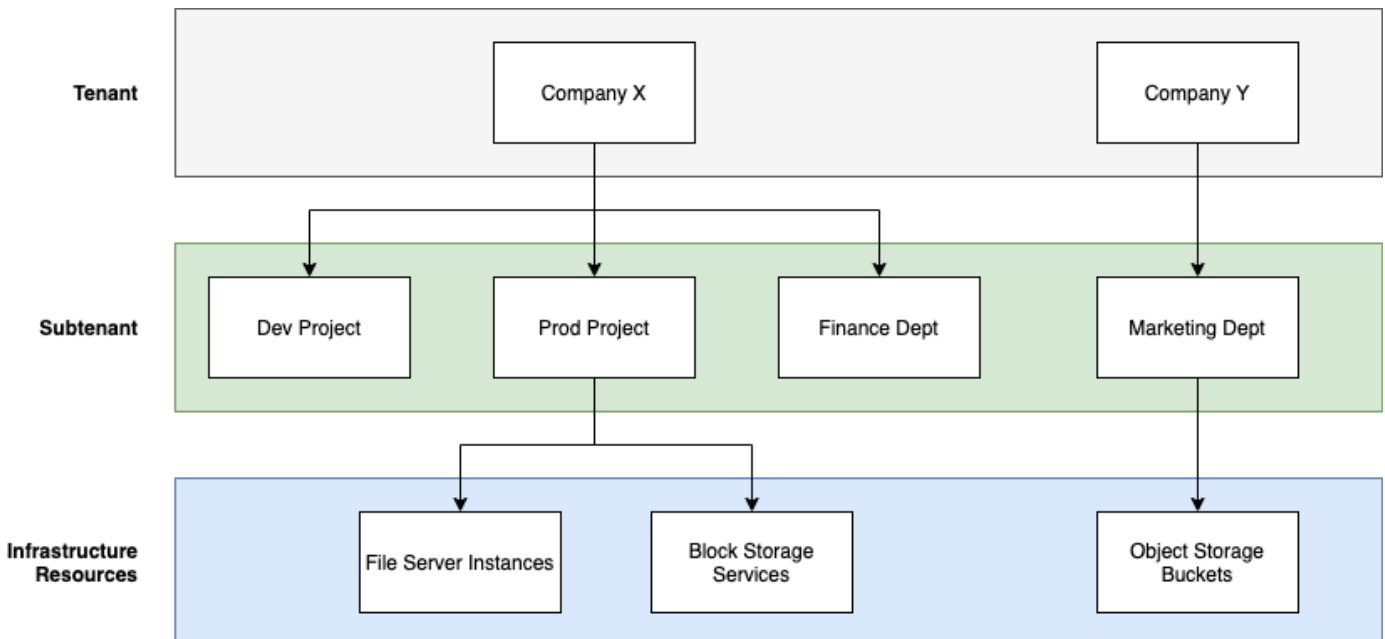 Tenant
Company X
Company Y
Subtenant
Dev Project
Prod Project
Finance Dept
Marketing Dept
Infrastructure
Resources
File Server Instances
Block Storage
Services
Object Storage
Buckets